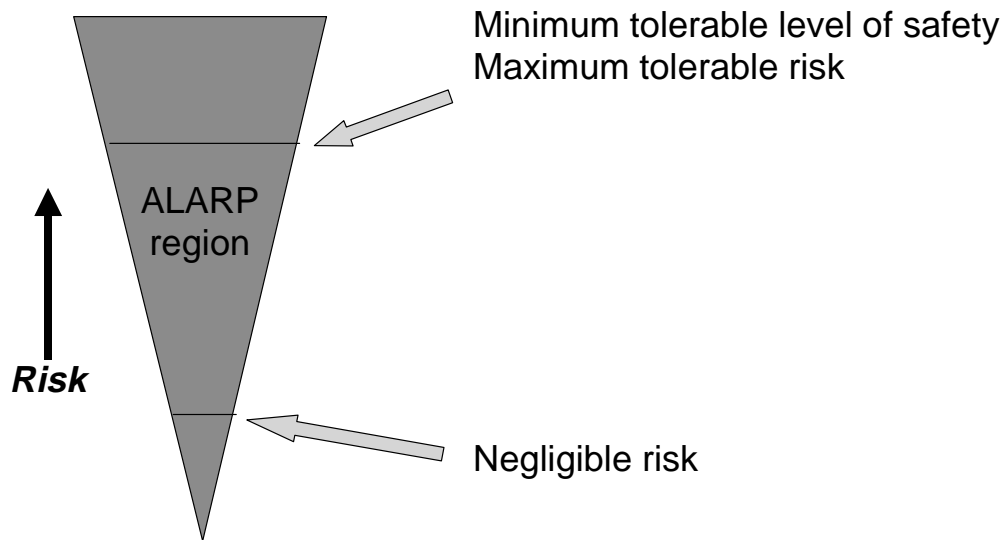 Minimum tolerable level of safety
Maximum tolerable risk
ALARP
region
Risk
Negligible risk